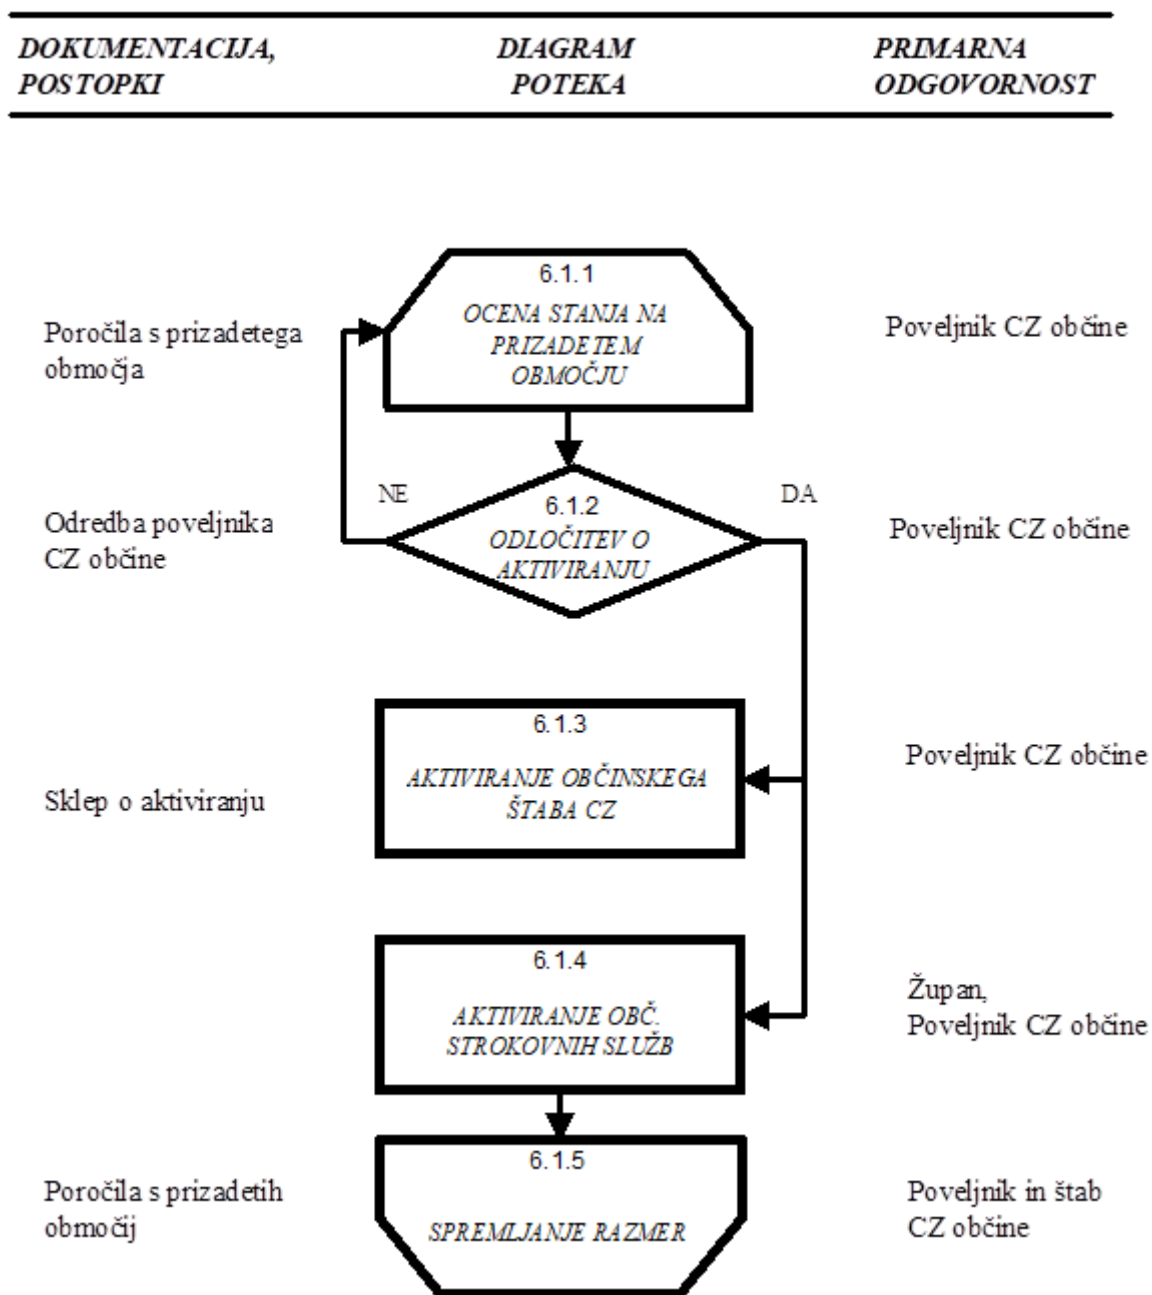 DOKUMENTACIJA,
POSTOPKI
DIAGRAM
POTEKA
PRIMARNA
ODGOVORNOST
6.1.1
OCENA STANJA NA
PRIZADETEM
OBMOČJU
Poročila s prizadetega
območja
Poveljnik CZ občine
NE
DA
6.1.2
ODLOČITEV O
AKTIVIRANJU
Odredba poveljnika
CZ občine
Poveljnik CZ občine
6.1.3
AKTIVIRANJE OBČINSKEGA
ŠTABA CZ
Sklep o aktiviranju
Poveljnik CZ občine
6.1.4
AKTIVIRANJE OBČ.
STROKOVNIH SLUŽB
Župan,
Poveljnik CZ občine
6.1.5
SPREMLJANJE RAZMER
Poročila s prizadetih
območij
Poveljnik in štab
CZ občine